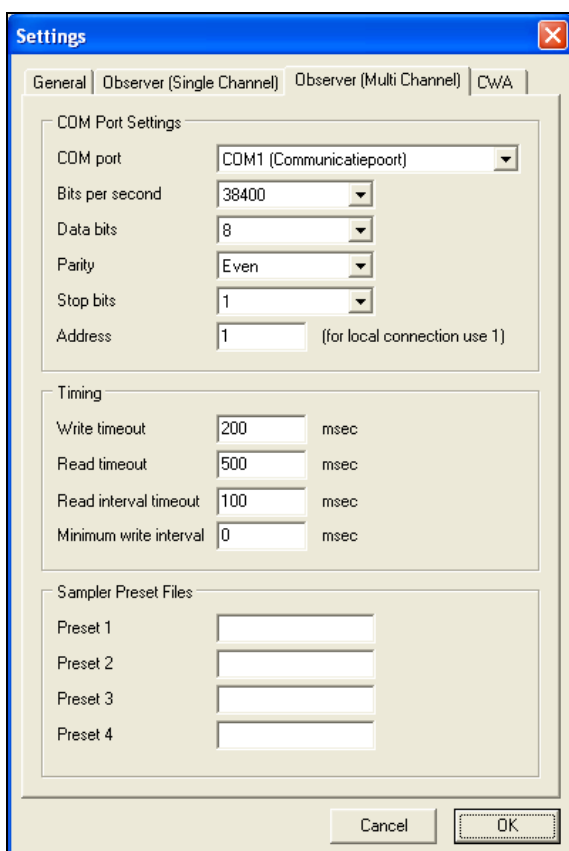 Settings
General Observer (Single Channel) Observer (Multi Channel) CWA
COM Port Settings
COM port COM1 (Communicatiepoort)
Bits per second 38400
Data bits 8
Parity Even
Stop bits 1
Address 1 (for local connection use 1)
Timing
Write timeout 200 msec
Read timeout 500 msec
Read interval timeout 100 msec
Minimum write interval 0 msec
Sampler Preset Files
Preset 1
Preset 2
Preset 3
Preset 4
Cancel OK